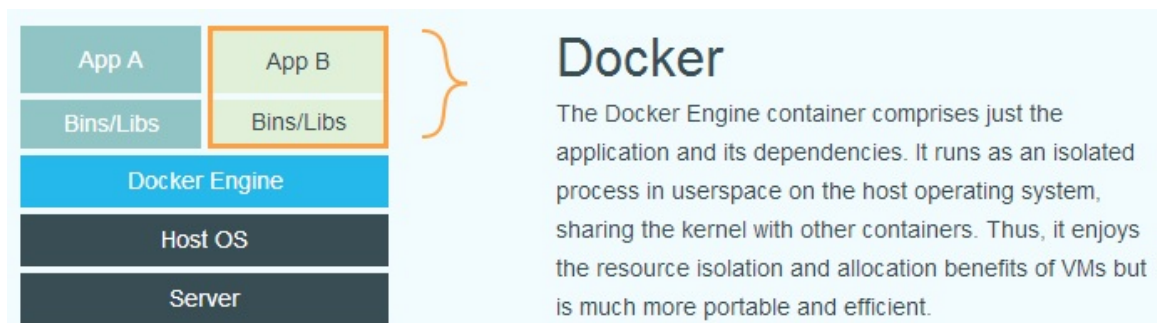 App A
App B
Bins/Libs
Bins/Libs
Docker Engine
Host OS
Server
Docker
The Docker Engine container comprises just the
application and its dependencies. It runs as an isolated
process in userspace on the host operating system,
sharing the kernel with other containers. Thus, it enjoys
the resource isolation and allocation benefits of VMs but
is much more portable and efficient.